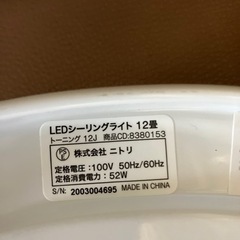 LEDシーリングライト 12畳
トーニング 12J 商品CD:8380153
株式会社 ニトリ
定格電圧:100V 50Hz/60Hz
定格消費電力:52W
S/N: 2003004695 MADE IN CHINA